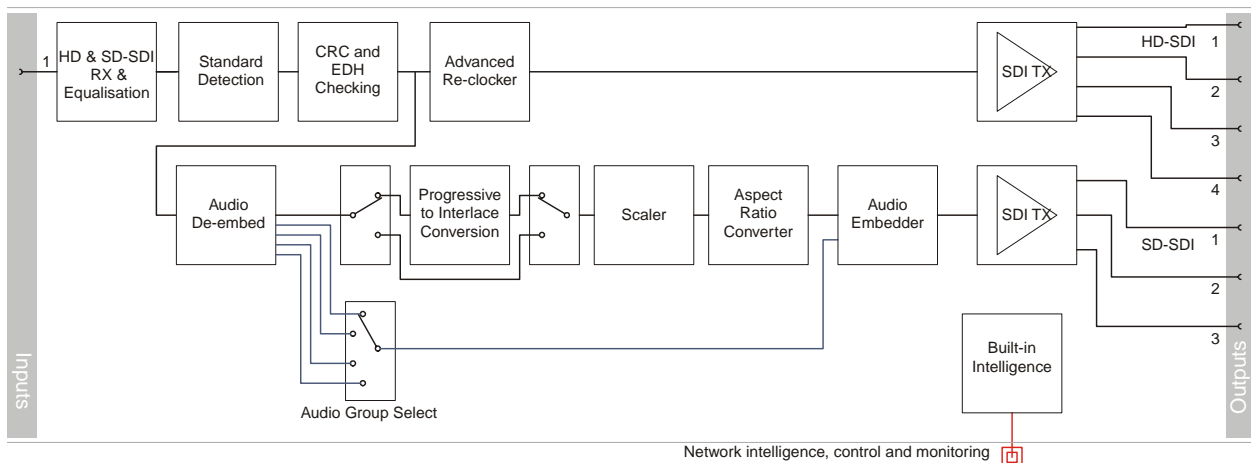 1
HD & SD-SDI
RX &
Equalisation
Standard
Detection
CRC and
EDH
Checking
Advanced
Re-clocker
SDI TX
HD-SDI
1
2
3
4
Audio
De-embed
Progressive
to Interlace
Conversion
Scaler
Aspect
Ratio
Converter
Audio
Embedder
SDI TX
SD-SDI
1
2
3
Audio Group Select
Built-in
Intelligence
Network intelligence, control and monitoring
Inputs
Outputs